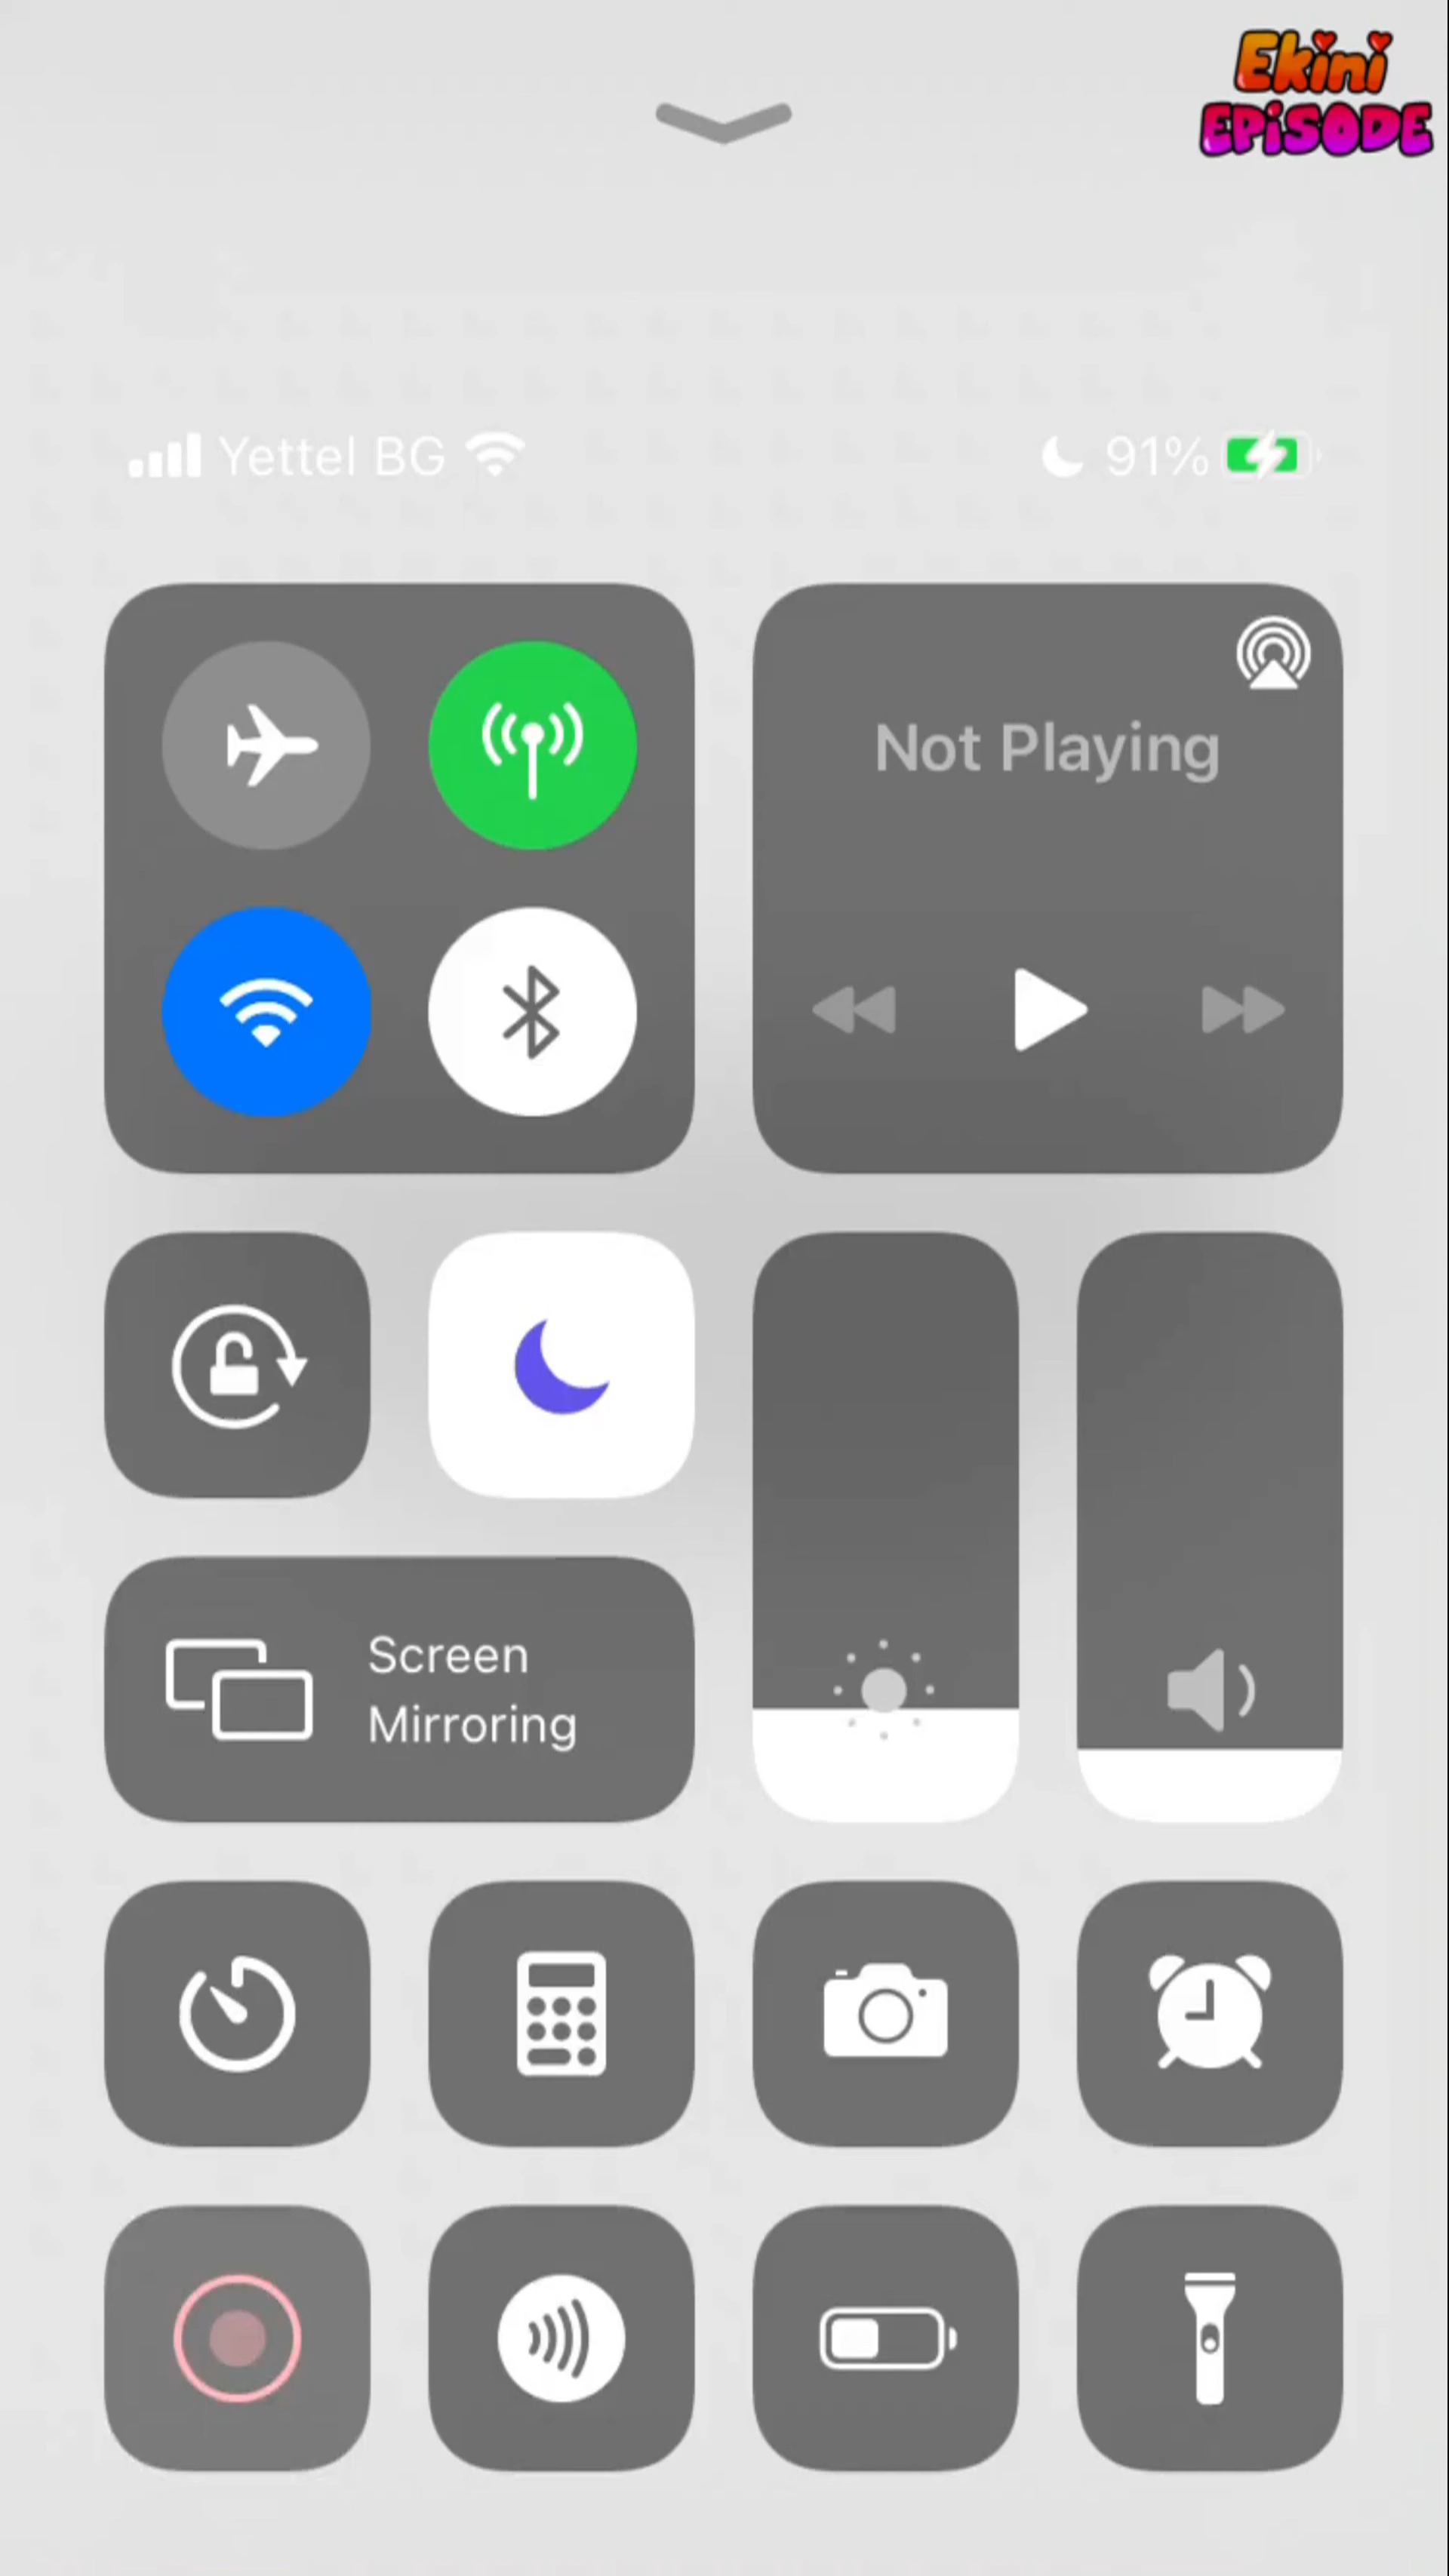 Ekini
EPiSODE
Yettel BG
91%
Not Playing
Screen
Mirroring